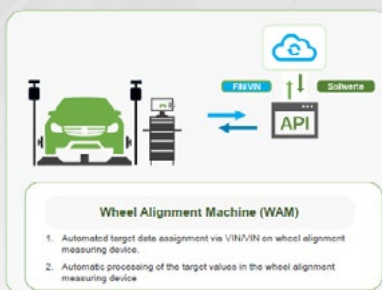 FIN/VIN
Sollwerte
API
Wheel Alignment Machine (WAM)
1. Automated target data assignment via VIN/VIN on wheel alignment
measuring device.
2. Automatic processing of the target values in the wheel alignment
measuring device